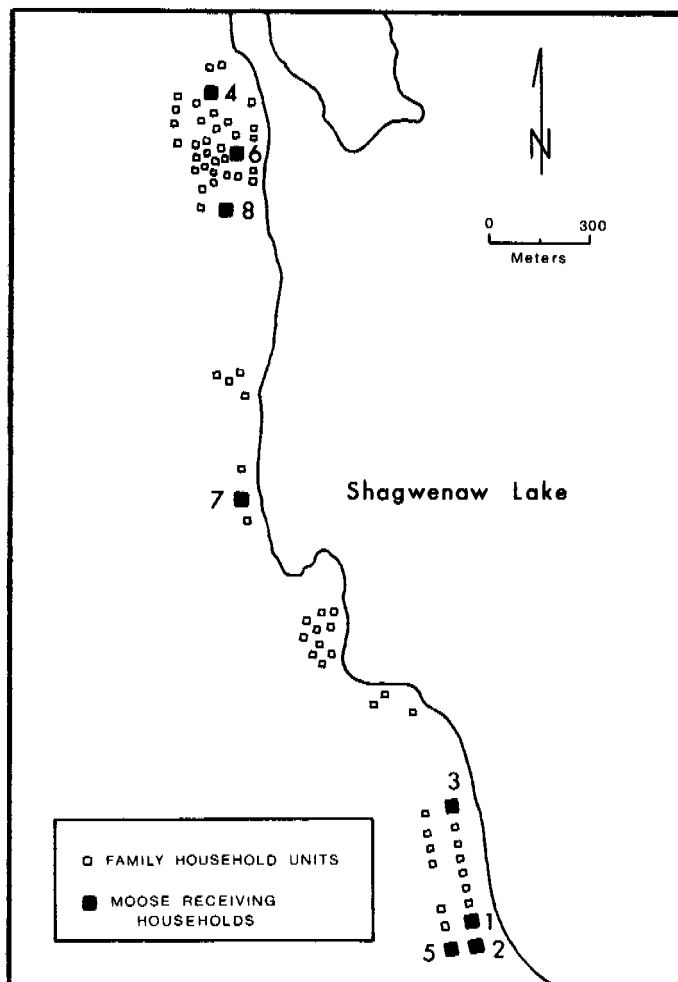 4
6
8
N
0 300
Meters
7
Shagwenaw Lake
3
1
5 2
FAMILY HOUSEHOLD UNITS
MOOSE RECEIVING
HOUSEHOLDS